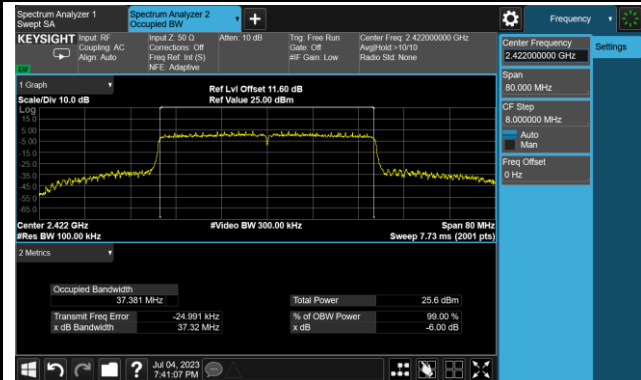 Spectrum Analyzer 1
Swept SA
Spectrum Analyzer 2
Occupied BW
Frequency
KEYSIGHT
Input: RF
Coupling: AC
Align: Auto
Input Z: 50 Ω
Corrections: Off
Freq Ref: Int (S)
NFE: Adaptive
Atten: 10 dB
Trig: Free Run
Gate: Off
#IF Gain: Low
Center Freq: 2.422000000 GHz
Avg|Hold:>10/10
Radio Std: None
Center Frequency
2.422000000 GHz
Settings
Span
80.000 MHz
CF Step
8.000000 MHz
Auto
Man
Freq Offset
0 Hz
1 Graph
Scale/Div 10.0 dB
Ref Lvl Offset 11.60 dB
Ref Value 25.00 dBm
Log
15.0
5.00
-5.00
-15.0
-25.0
-35.0
-45.0
-55.0
-65.0
Center 2.422 GHz
#Video BW 300.00 kHz
Span 80 MHz
#Res BW 100.00 kHz
Sweep 7.73 ms (2001 pts)
2 Metrics
Occupied Bandwidth
37.381 MHz
Total Power
25.6 dBm
Transmit Freq Error
-24.991 kHz
% of OBW Power
99.00 %
x dB Bandwidth
37.32 MHz
x dB
-6.00 dB
Jul 04, 2023
7:41:07 PM